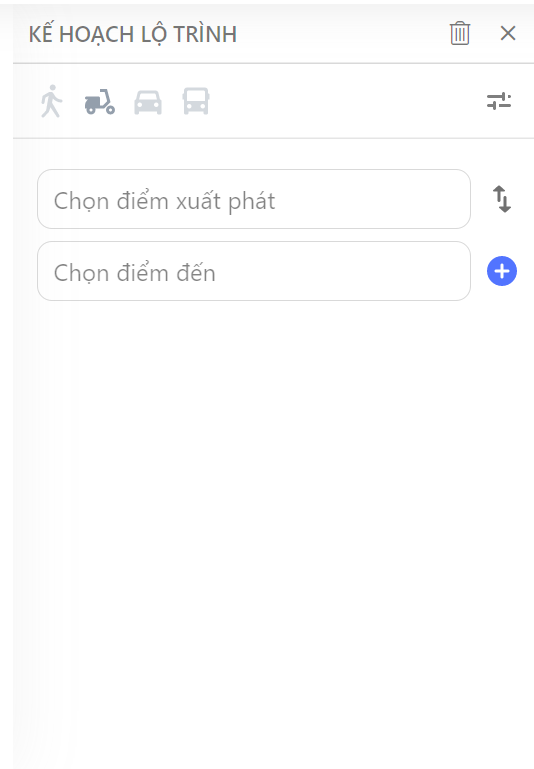 KẾ HOẠCH LỘ TRÌNH
Chọn điểm xuất phát
Chọn điểm đến